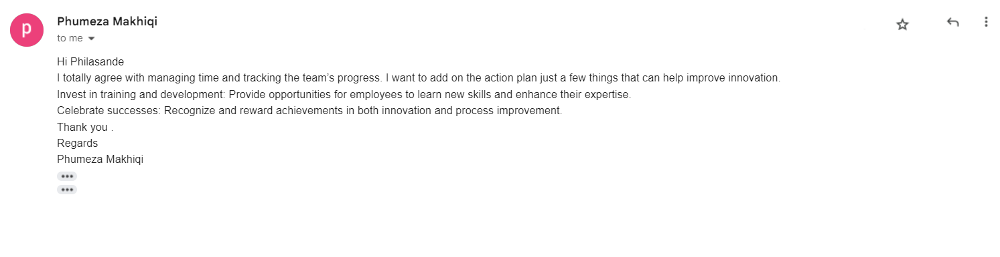 p
Phumeza Makhiqi
to me
Hi Philasande
I totally agree with managing time and tracking the team’s progress. I want to add on the action plan just a few things that can help improve innovation.
Invest in training and development: Provide opportunities for employees to learn new skills and enhance their expertise.
Celebrate successes: Recognize and reward achievements in both innovation and process improvement.
Thank you .
Regards
Phumeza Makhiqi